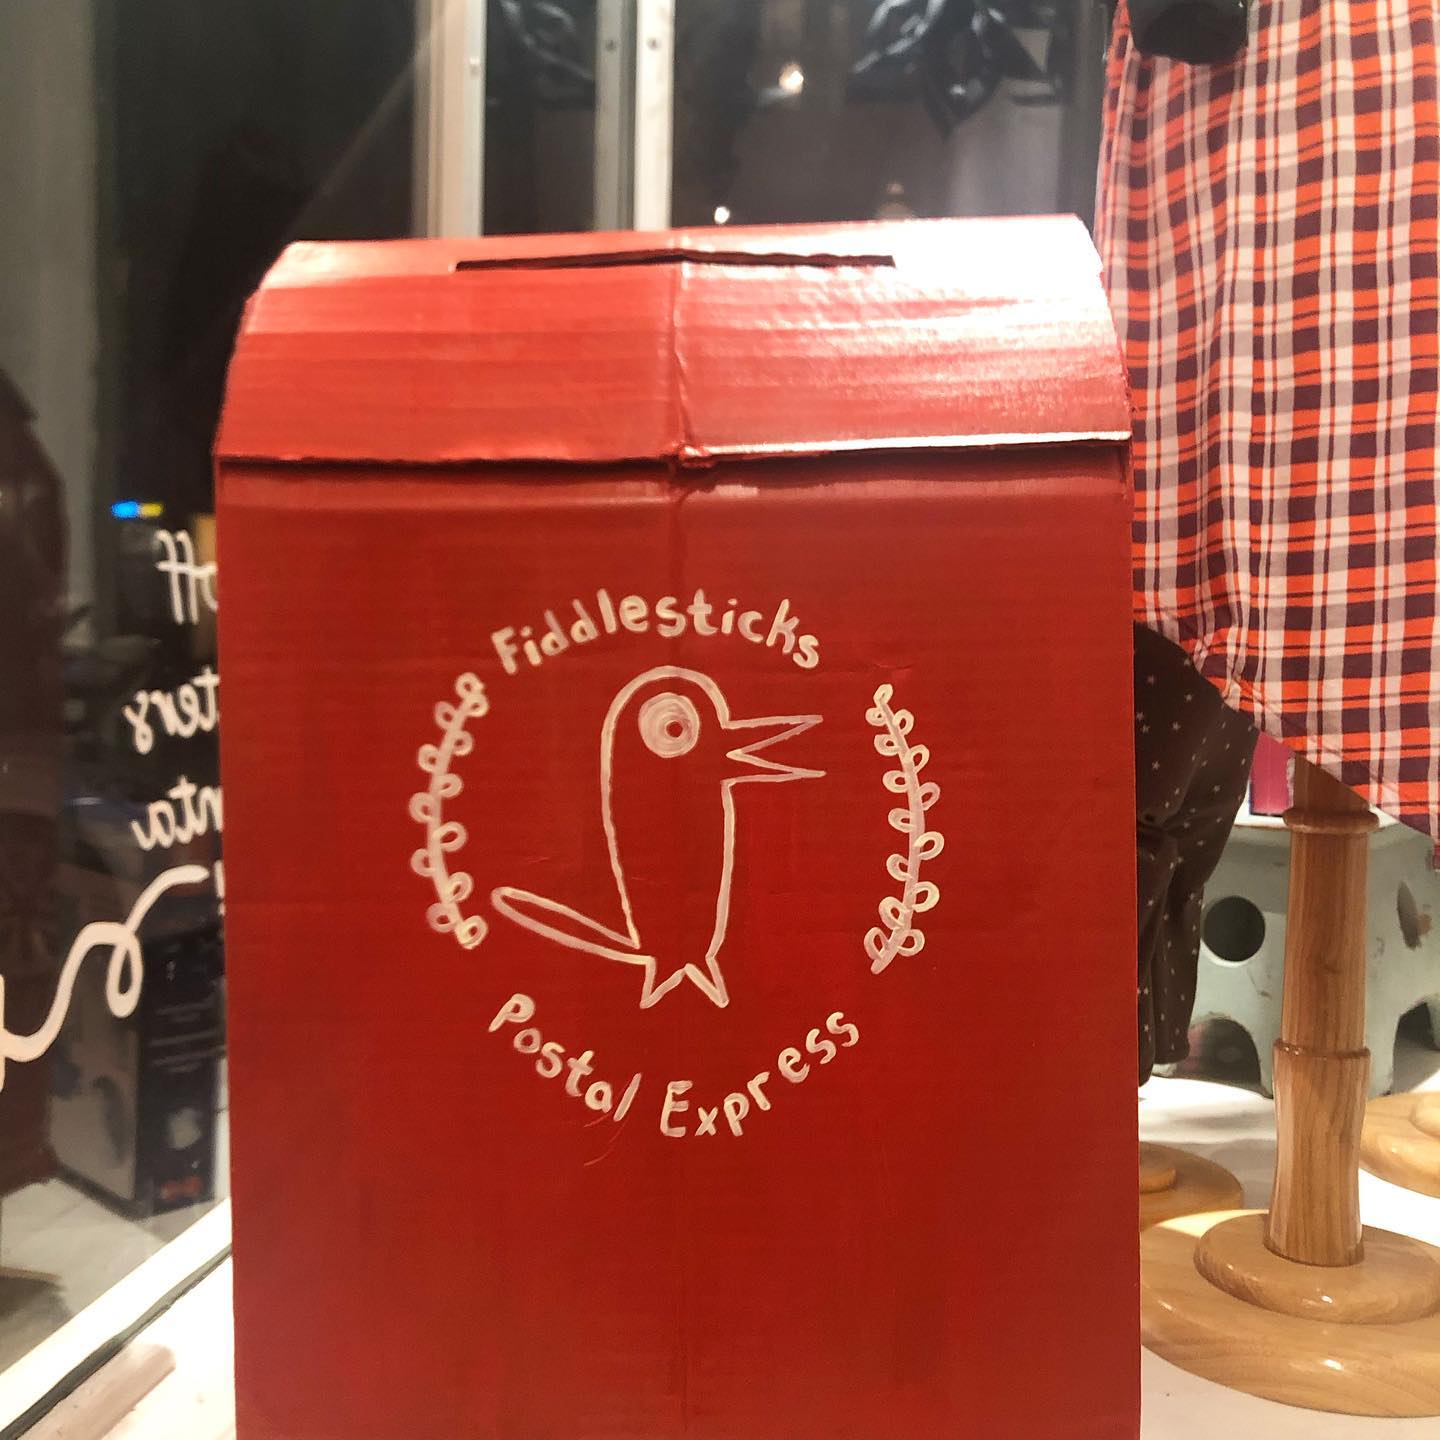 Fiddlesticks
Postal Express